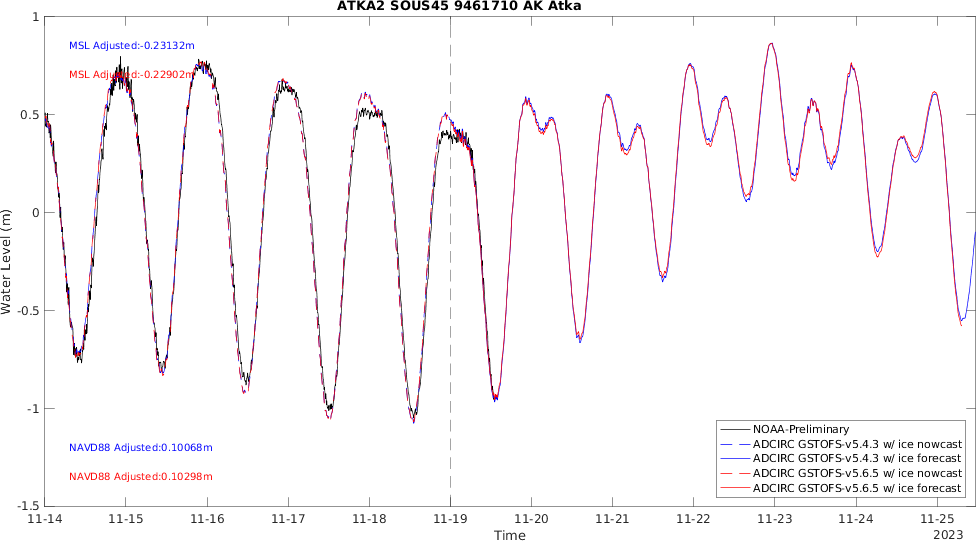 ATKA2 SOUS45 9461710 AK Atka
MSL Adjusted:-0.23132m
MSL Adjusted:-0.22902m
NAVD88 Adjusted:0.10068m
NAVD88 Adjusted:0.10298m
Water Level (m)
1
0.5
0
-0.5
-1
-1.5
NOAA-Preliminary
ADCIRC GSTOFS-v5.4.3 w/ ice nowcast
ADCIRC GSTOFS-v5.4.3 w/ ice forecast
ADCIRC GSTOFS-v5.6.5 w/ ice nowcast
ADCIRC GSTOFS-v5.6.5 w/ ice forecast
11-14 11-15 11-16 11-17 11-18 11-19 11-20 11-21 11-22 11-23 11-24 11-25
Time
2023